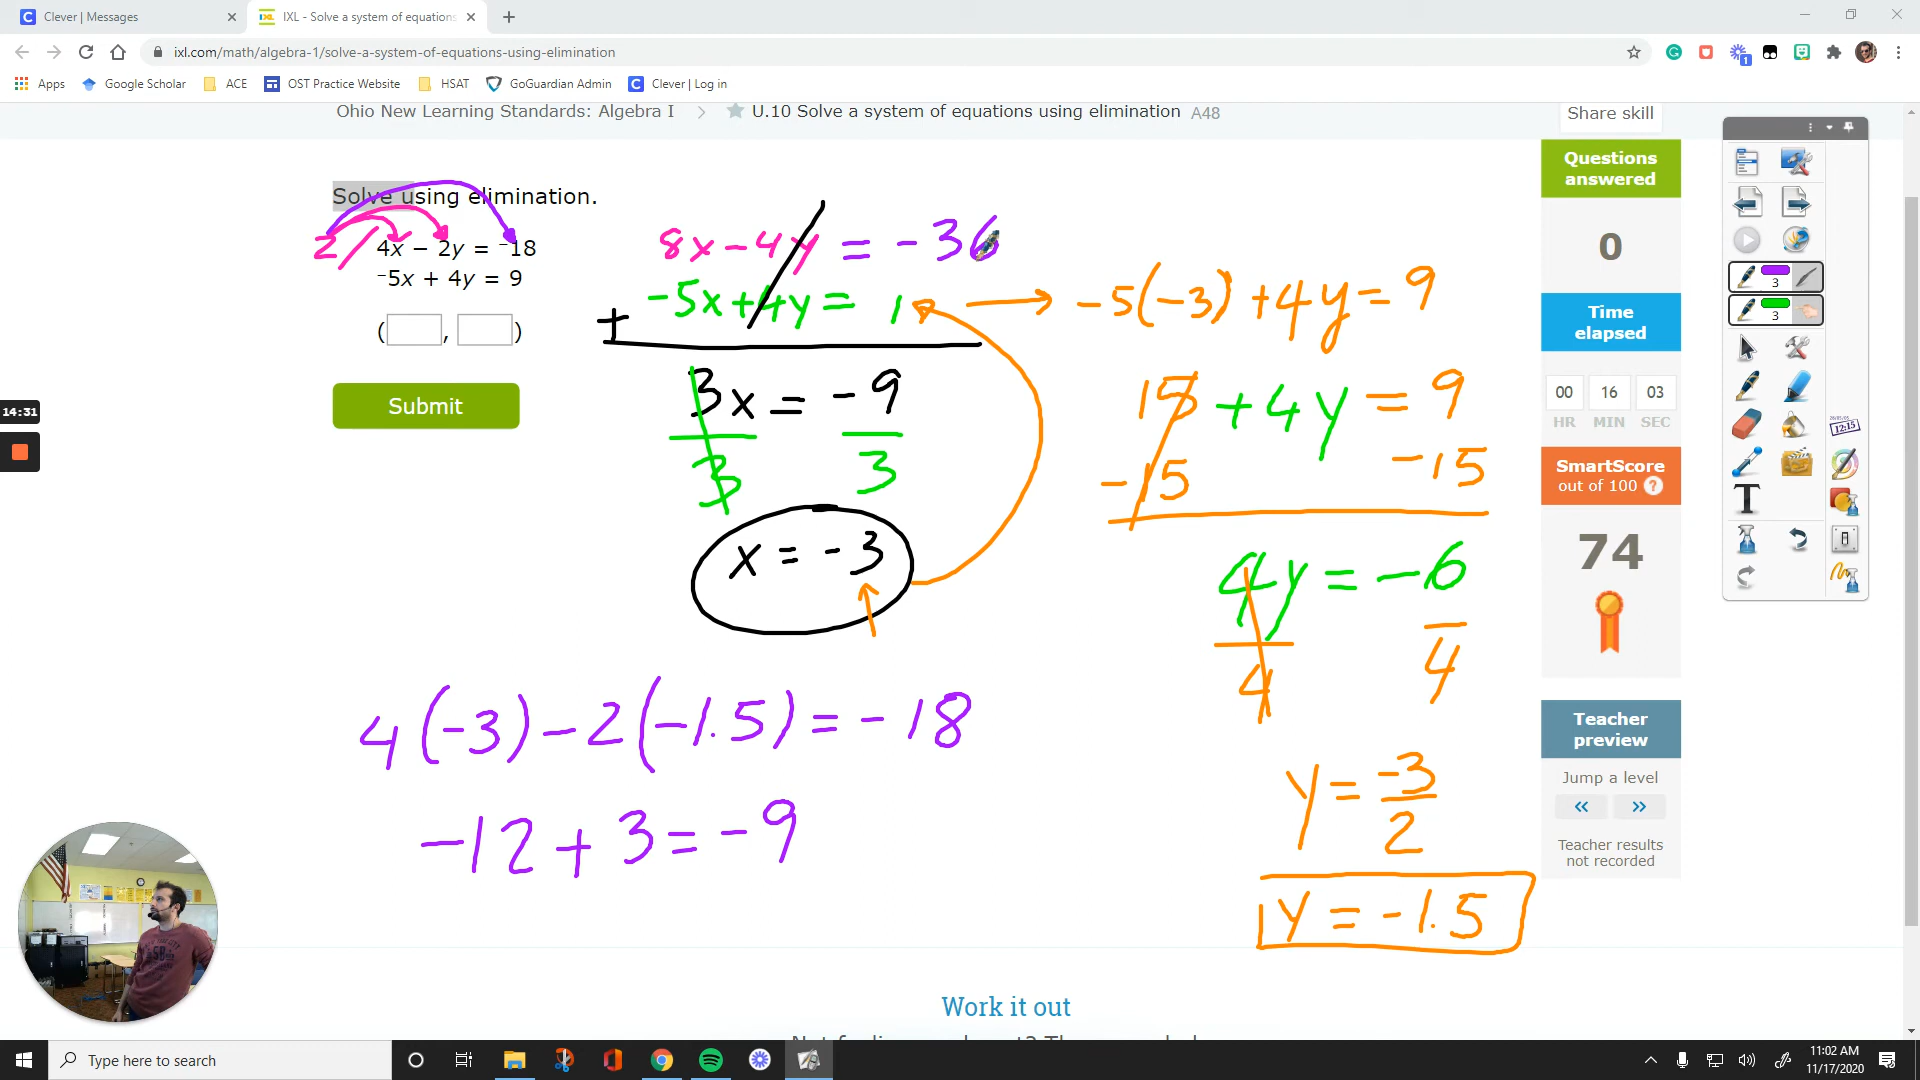 Clever | Messages
IXL - Solve a system of equations
ixl.com/math/algebra-1/solve-a-system-of-equations-using-elimination
Apps
Google Scholar
ACE
OST Practice Website
HSAT
GoGuardian Admin
Clever | Log in
Ohio New Learning Standards: Algebra I > U.10 Solve a system of equations using elimination A48
Share skill
Solve using elimination.
2/ 4x − 2y = ⁻18
⁻5x + 4y = 9
( , )
Submit
14:31
8x - 4y = - 36
+ -5x + 4y =
3x = -9
3 3
x = -3
-5(-3) + 4y = 9
15 + 4y = 9
-15 -15
4y = -6
4 4
y = -3
2
y = -1.5
4(-3) - 2(-1.5) = -18
-12 + 3 = -9
Questions answered
0
Time elapsed
00 16 03
HR MIN SEC
SmartScore
out of 100 ?
74
Teacher preview
Jump a level
Teacher results not recorded
3
3
T
12:15
1
Work it out
Type here to search
11:02 AM
11/17/2020